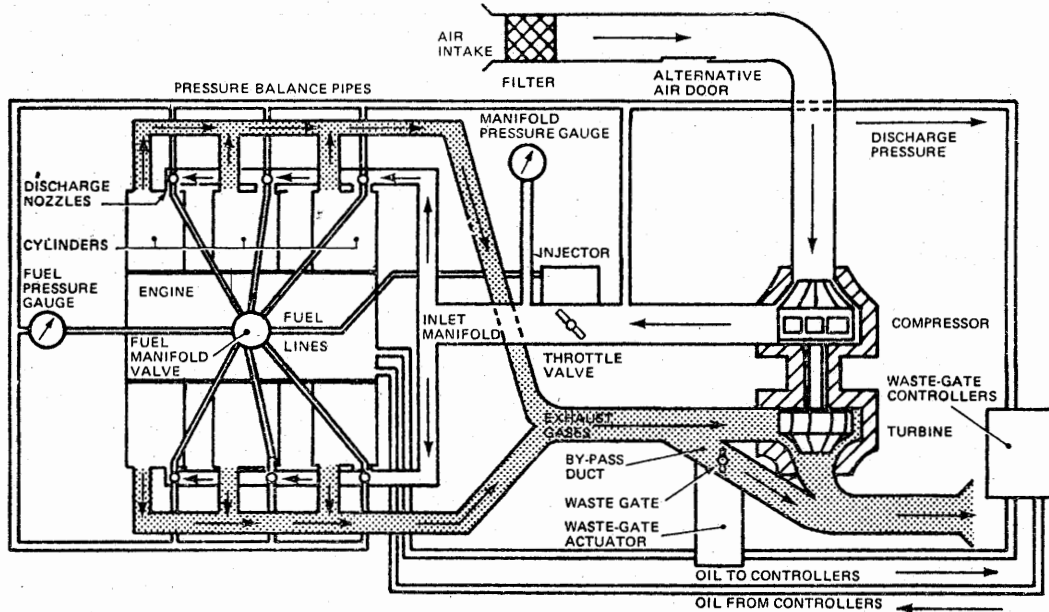 AIR
INTAKE
FILTER
ALTERNATIVE
AIR DOOR
PRESSURE BALANCE PIPES
MANIFOLD
PRESSURE GAUGE
DISCHARGE
PRESSURE
DISCHARGE
NOZZLES
CYLINDERS
FUEL
PRESSURE
GAUGE
ENGINE
INJECTOR
FUEL
LINES
FUEL
MANIFOLD
VALVE
INLET
MANIFOLD
THROTTLE
VALVE
COMPRESSOR
WASTE-GATE
CONTROLLERS
TURBINE
EXHAUST
GASES
BY-PASS
DUCT
WASTE GATE
WASTE-GATE
ACTUATOR
OIL TO CONTROLLERS
OIL FROM CONTROLLERS